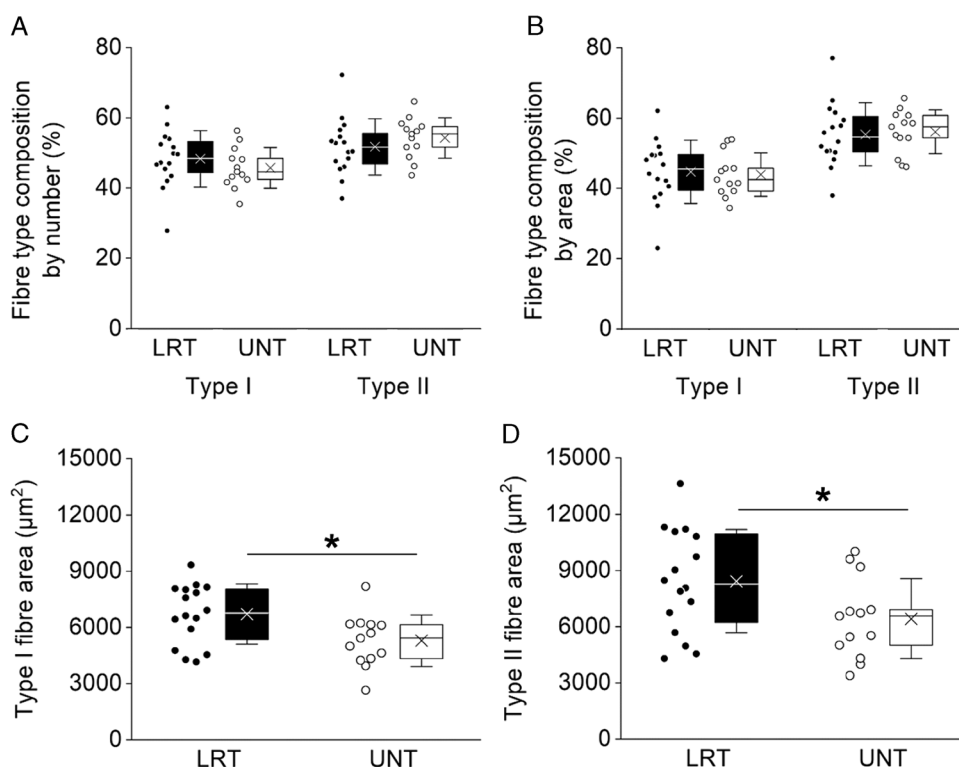 A
Fibre type composition
by number (%)
80
60
40
20
0
LRT UNT LRT UNT
Type I Type II
B
Fibre type composition
by area (%)
80
60
40
20
0
LRT UNT LRT UNT
Type I Type II
C
Type I fibre area (µm²)
15000
12000
9000
6000
3000
0
*
LRT UNT
D
Type II fibre area (µm²)
15000
12000
9000
6000
3000
0
*
LRT UNT